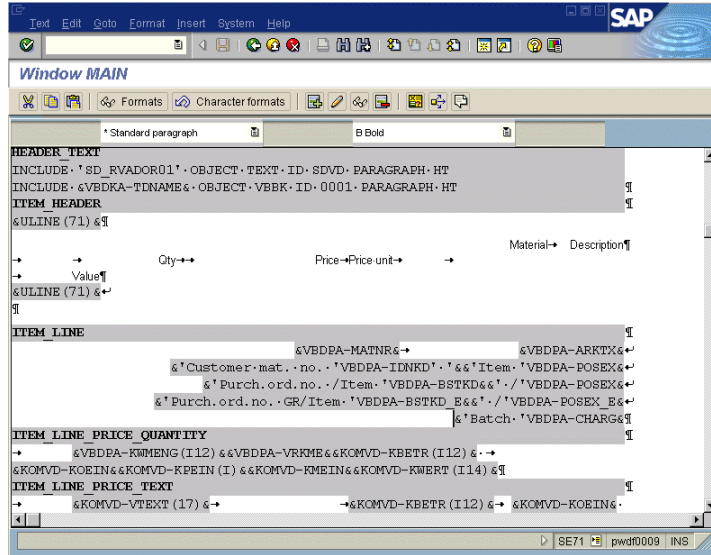 Text Edit Goto Format Insert System Help
SAP
Window MAIN
Formats Character formats
* Standard paragraph B Bold
HEADER_TEXT
INCLUDE·'SD_RVADOR01'·OBJECT·TEXT·ID·SDVD·PARAGRAPH·HT
INCLUDE·&VBDKA-TDNAME&·OBJECT·VBBK·ID·0001·PARAGRAPH·HT ¶
ITEM_HEADER ¶
&ULINE(71)&¶
Material→ Description¶
→ → Qty→→ Price→Price·unit→ →
→ Value¶
&ULINE(71)&↵
¶
ITEM_LINE ¶
&VBDPA-MATNR&→ &VBDPA-ARKTX&↵
&'Customer·mat.·no.·'VBDPA-IDNKD'·'&&'Item·'VBDPA-POSEX&↵
&'Purch.ord.no.·/Item·'VBDPA-BSTKD&&'·/'VBDPA-POSEX&↵
&'Purch.ord.no.·GR/Item·'VBDPA-BSTKD_E&&'·/'VBDPA-POSEX_E&↵
&'Batch·'VBDPA-CHARG&¶
ITEM_LINE_PRICE_QUANTITY ¶
→ &VBDPA-KWMENG(I12)&&VBDPA-VRKME&&KOMVD-KBETR(I12)&·→
&KOMVD-KOEIN&&KOMVD-KPEIN(I)&&KOMVD-KMEIN&&KOMVD-KWERT(I14)&¶
ITEM_LINE_PRICE_TEXT ¶
→ &KOMVD-VTEXT(17)&→ →&KOMVD-KBETR(I12)&→ &KOMVD-KOEIN&·
SE71 pwdf0009 INS